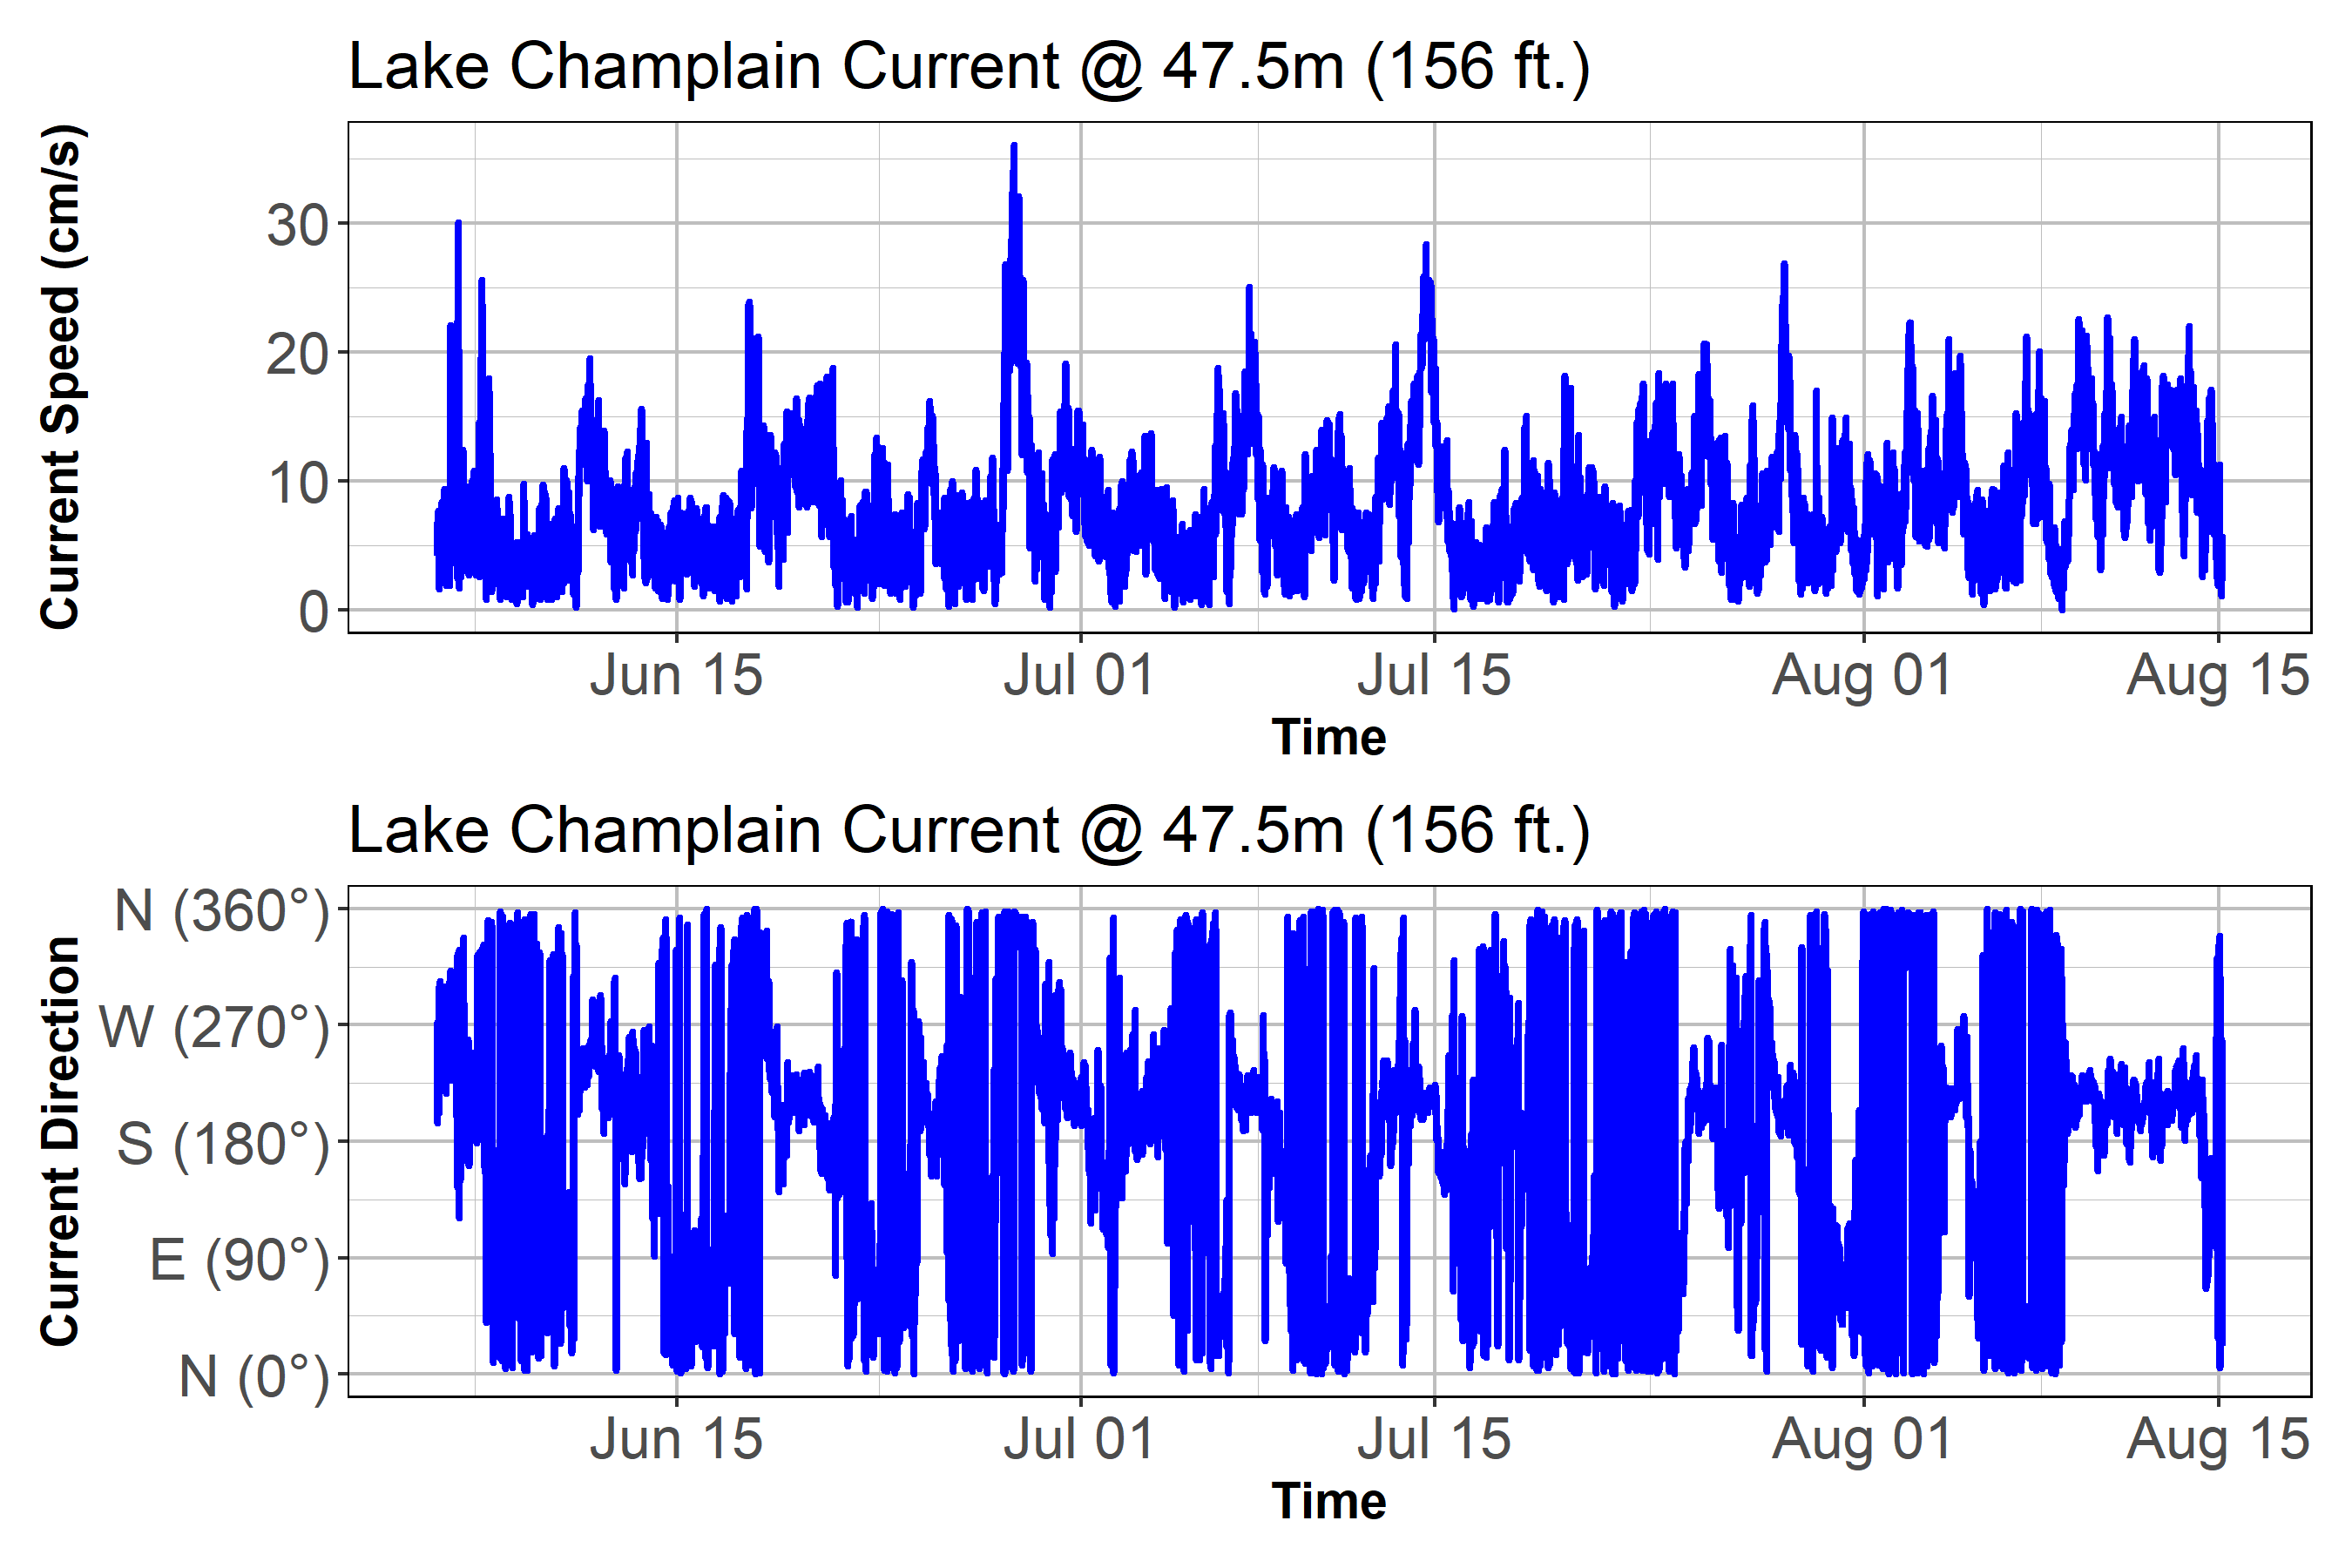 Lake Champlain Current @ 47.5m (156 ft.)
Current Speed (cm/s)
30
20
10
0
Jun 15 Jul 01 Jul 15 Aug 01 Aug 15
Time
Lake Champlain Current @ 47.5m (156 ft.)
Current Direction
N (360°)
W (270°)
S (180°)
E (90°)
N (0°)
Jun 15 Jul 01 Jul 15 Aug 01 Aug 15
Time